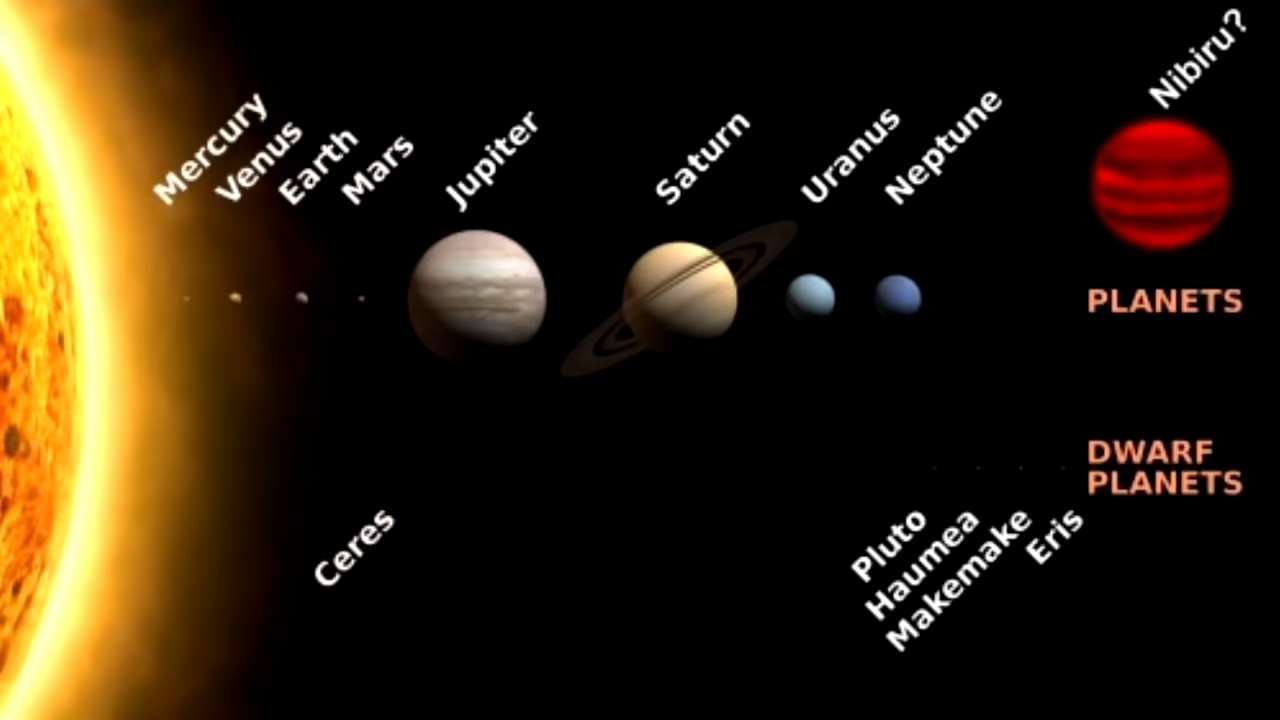 Mercury
Venus
Earth
Mars
Jupiter
Saturn
Uranus
Neptune
Nibiru?
PLANETS
DWARF
PLANETS
Ceres
Pluto
Haumea
Makemake
Eris